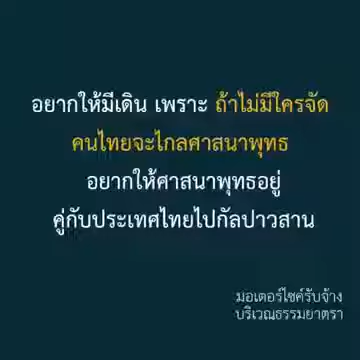 อยากให้มีเดิน เพราะ ถ้าไม่มีใครจัด
คนไทยจะไกลศาสนาพุทธ
อยากให้ศาสนาพุทธอยู่
คู่กับประเทศไทยไปกัลปาวสาน
มอเตอร์ไซค์รับจ้าง
บริเวณธรรมยาตรา